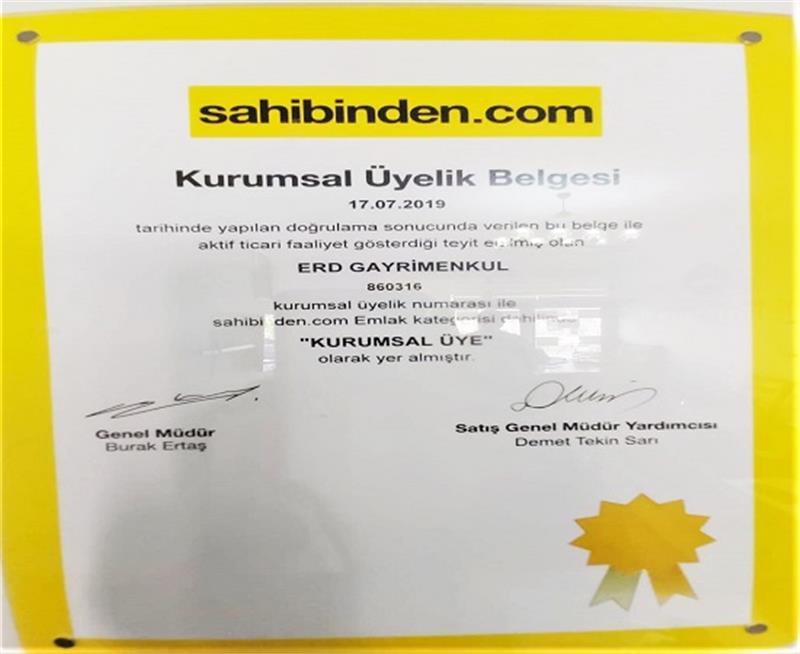 sahibinden.com
Kurumsal Üyelik Belgesi
17.07.2019
tarihinde yapılan doğrulama sonucunda verilen bu belge ile
aktif ticari faaliyet gösterdiği teyit edilmiş olan
ERD GAYRİMENKUL
860316
kurumsal üyelik numarası ile
sahibinden.com Emlak kategorisi dahilinde
"KURUMSAL ÜYE"
olarak yer almıştır.
Genel Müdür
Burak Ertaş
Satış Genel Müdür Yardımcısı
Demet Tekin Sarı